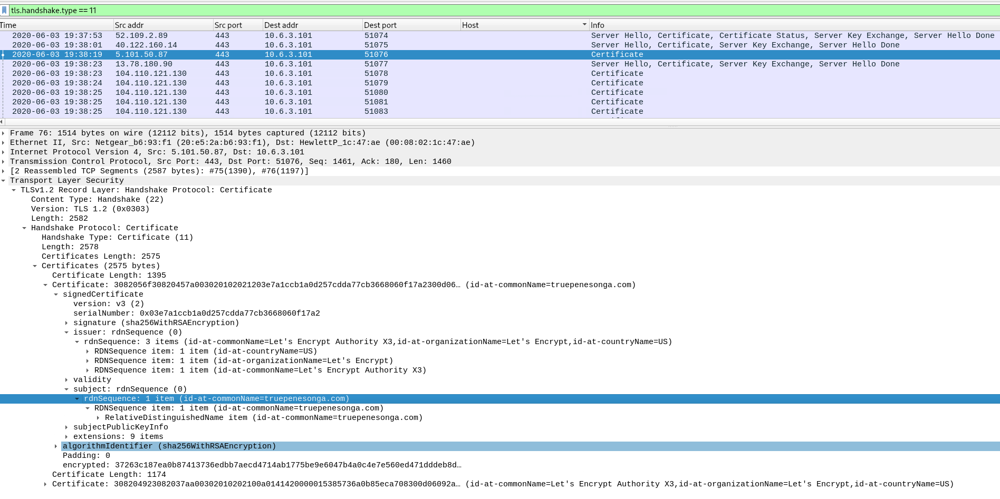 tls.handshake.type == 11
Time Src addr Src port Dest addr Dest port Host Info
2020-06-03 19:37:53 52.109.2.89 443 10.6.3.101 51074 Server Hello, Certificate, Certificate Status, Server Key Exchange, Server Hello Done
2020-06-03 19:38:01 40.122.160.14 443 10.6.3.101 51075 Server Hello, Certificate, Server Key Exchange, Server Hello Done
2020-06-03 19:38:19 5.101.50.87 443 10.6.3.101 51076 Certificate
2020-06-03 19:38:23 13.78.180.90 443 10.6.3.101 51077 Server Hello, Certificate, Server Key Exchange, Server Hello Done
2020-06-03 19:38:23 104.110.121.130 443 10.6.3.101 51078 Certificate
2020-06-03 19:38:24 104.110.121.130 443 10.6.3.101 51079 Certificate
2020-06-03 19:38:25 104.110.121.130 443 10.6.3.101 51080 Certificate
2020-06-03 19:38:25 104.110.121.130 443 10.6.3.101 51081 Certificate
2020-06-03 19:38:25 104.110.121.130 443 10.6.3.101 51083 Certificate
Frame 76: 1514 bytes on wire (12112 bits), 1514 bytes captured (12112 bits)
Ethernet II, Src: Netgear_b6:93:f1 (20:e5:2a:b6:93:f1), Dst: HewlettP_1c:47:ae (00:08:02:1c:47:ae)
Internet Protocol Version 4, Src: 5.101.50.87, Dst: 10.6.3.101
Transmission Control Protocol, Src Port: 443, Dst Port: 51076, Seq: 1461, Ack: 180, Len: 1460
[2 Reassembled TCP Segments (2587 bytes): #75(1390), #76(1197)]
Transport Layer Security
TLSv1.2 Record Layer: Handshake Protocol: Certificate
Content Type: Handshake (22)
Version: TLS 1.2 (0x0303)
Length: 2582
Handshake Protocol: Certificate
Handshake Type: Certificate (11)
Length: 2578
Certificates Length: 2575
Certificates (2575 bytes)
Certificate Length: 1395
Certificate: 3082056f30820457a003020102021203e7a1ccb1a0d257cdda77cb3668060f17a2300d06… (id-at-commonName=truepenesonga.com)
signedCertificate
version: v3 (2)
serialNumber: 0x03e7a1ccb1a0d257cdda77cb3668060f17a2
signature (sha256WithRSAEncryption)
issuer: rdnSequence (0)
rdnSequence: 3 items (id-at-commonName=Let's Encrypt Authority X3,id-at-organizationName=Let's Encrypt,id-at-countryName=US)
RDNSequence item: 1 item (id-at-countryName=US)
RDNSequence item: 1 item (id-at-organizationName=Let's Encrypt)
RDNSequence item: 1 item (id-at-commonName=Let's Encrypt Authority X3)
validity
subject: rdnSequence (0)
rdnSequence: 1 item (id-at-commonName=truepenesonga.com)
RDNSequence item: 1 item (id-at-commonName=truepenesonga.com)
RelativeDistinguishedName item (id-at-commonName=truepenesonga.com)
subjectPublicKeyInfo
extensions: 9 items
algorithmIdentifier (sha256WithRSAEncryption)
Padding: 0
encrypted: 37263c187ea0b87413736edbb7aecd4714ab1775be9e6047b4a0c4e7e560ed471dddeb8d…
Certificate Length: 1174
Certificate: 308204923082037aa00302010202100a0141420000015385736a0b85eca708300d06092a… (id-at-commonName=Let's Encrypt Authority X3,id-at-organizationName=Let's Encrypt,id-at-countryName=US)